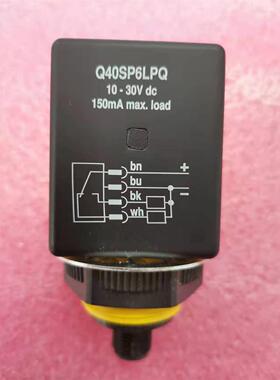 Q40SP6LPQ
10 - 30V dc
150mA max. load
bn +
bu −
bk
wh